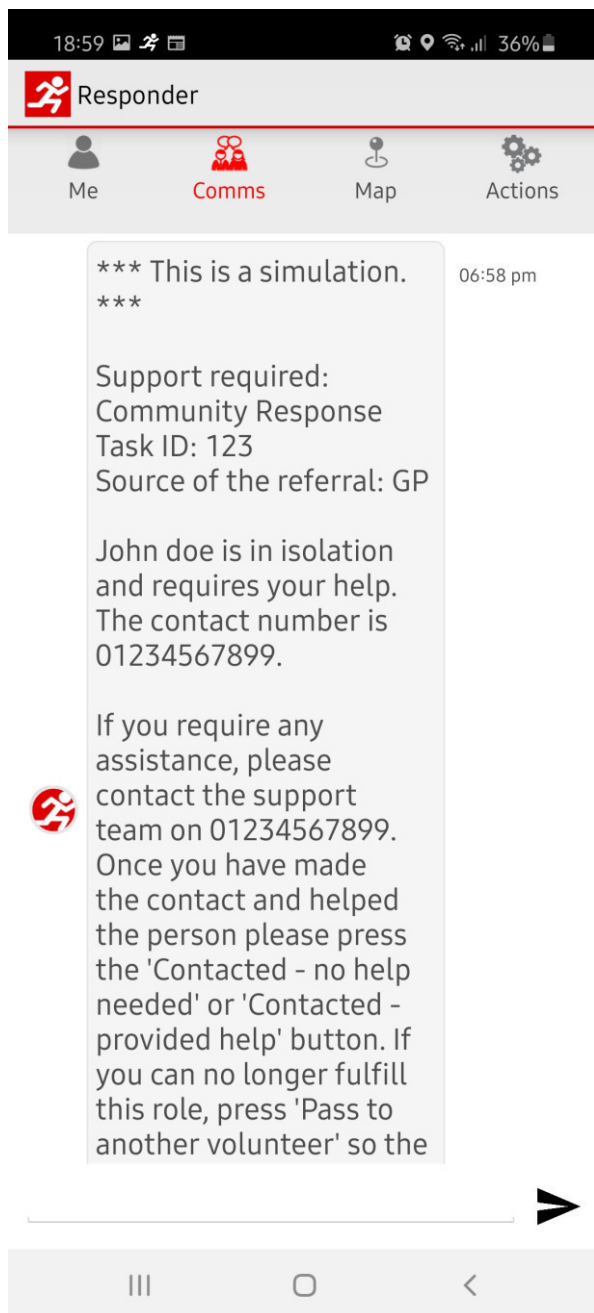 18:59 36%
Responder
Me Comms Map Actions
*** This is a simulation. 06:58 pm
***
Support required:
Community Response
Task ID: 123
Source of the referral: GP
John doe is in isolation
and requires your help.
The contact number is
01234567899.
If you require any
assistance, please
contact the support
team on 01234567899.
Once you have made
the contact and helped
the person please press
the 'Contacted - no help
needed' or 'Contacted -
provided help' button. If
you can no longer fulfill
this role, press 'Pass to
another volunteer' so the